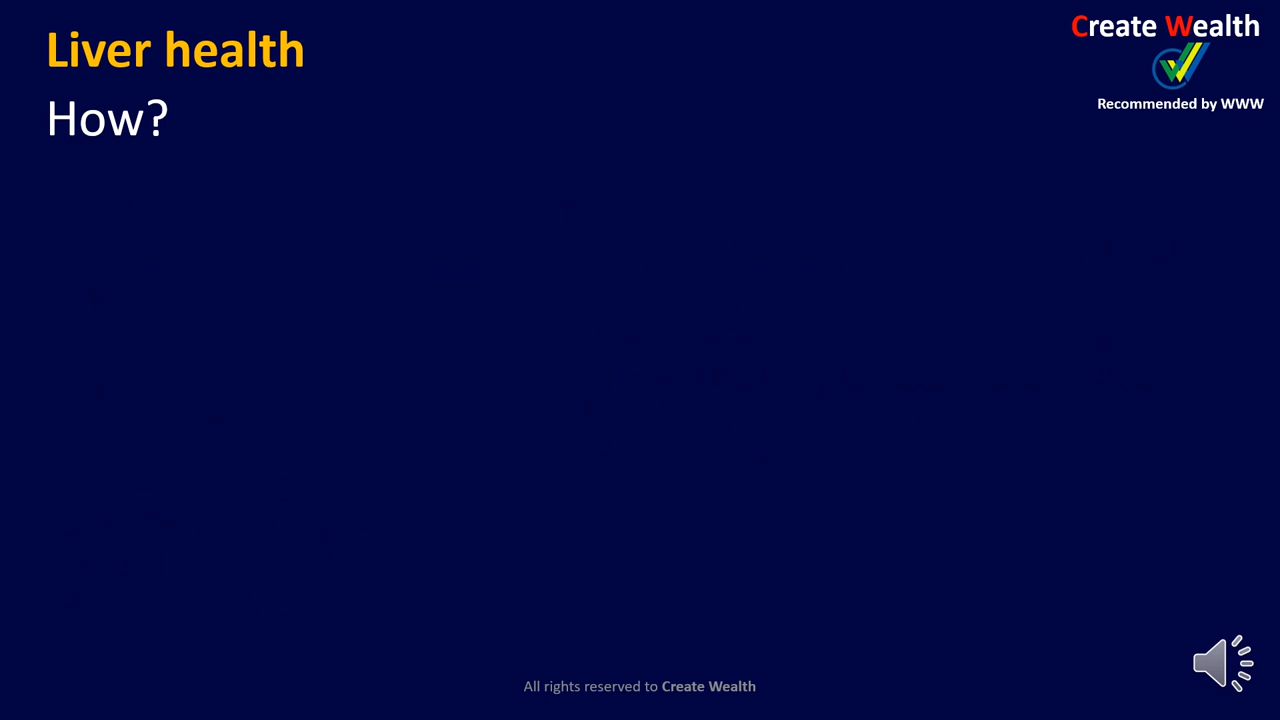 Liver health
How?
Create Wealth
Recommended by WWW
All rights reserved to Create Wealth